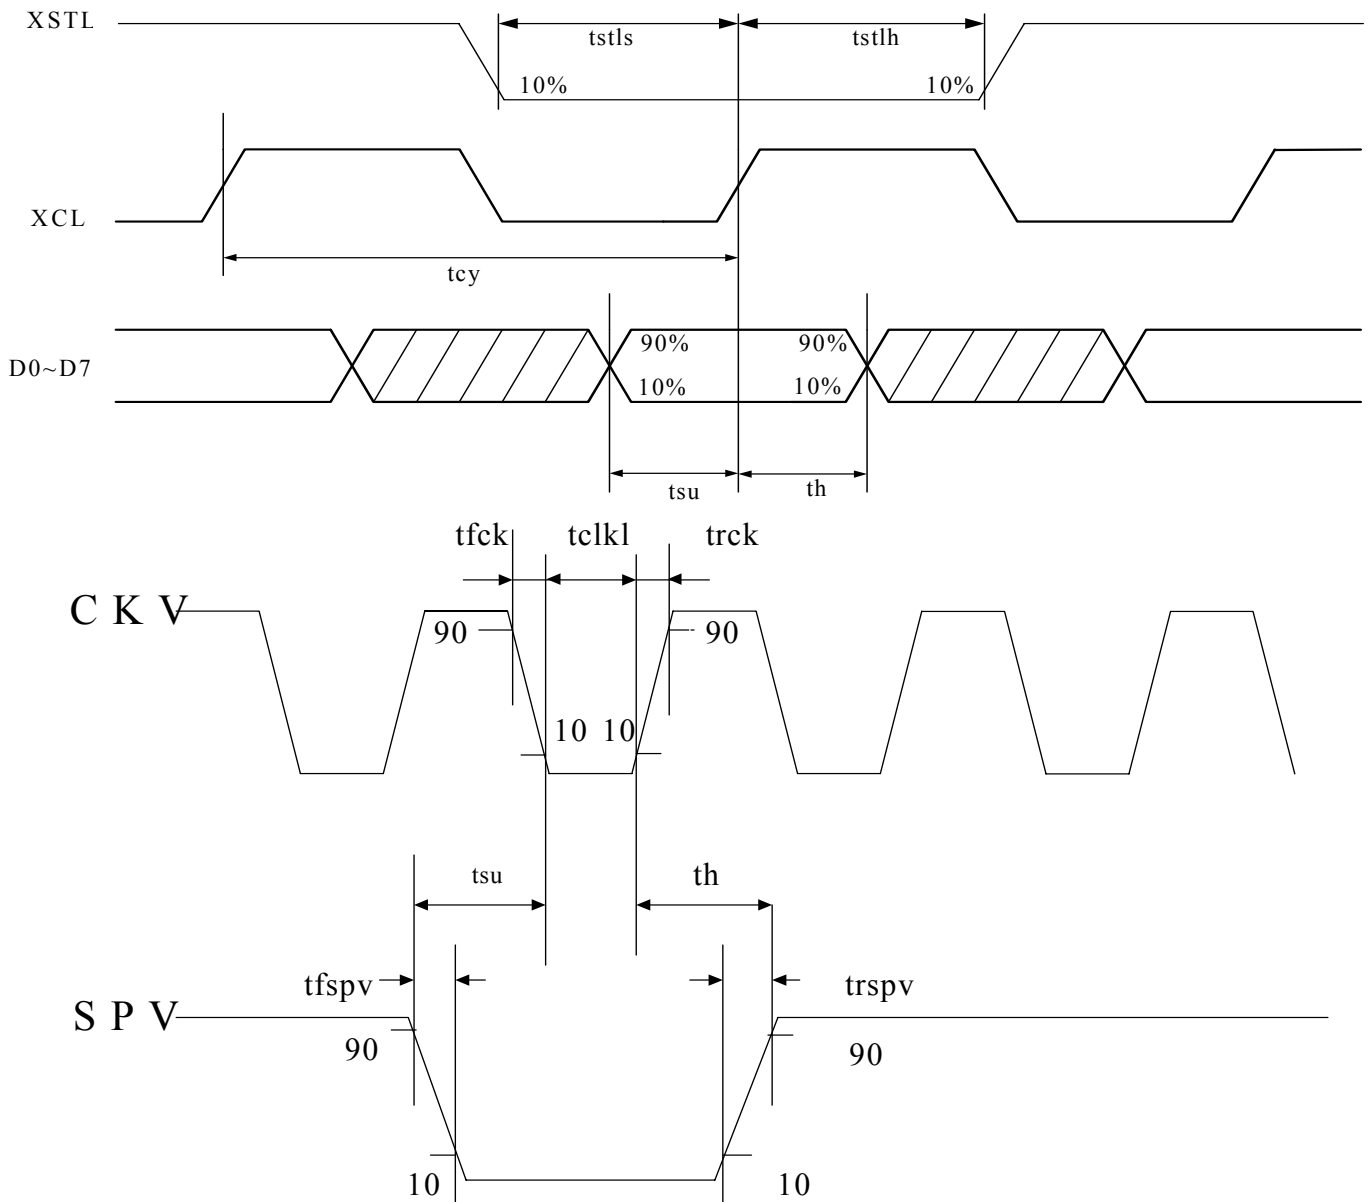 XSTL
tstls tstlh
10% 10%
XCL
tcy
D0~D7
90% 90%
10% 10%
tsu th
tfck tclkl trck
C K V
90 90
10 10
tsu th
tfspv trspv
S P V
90 90
10 10